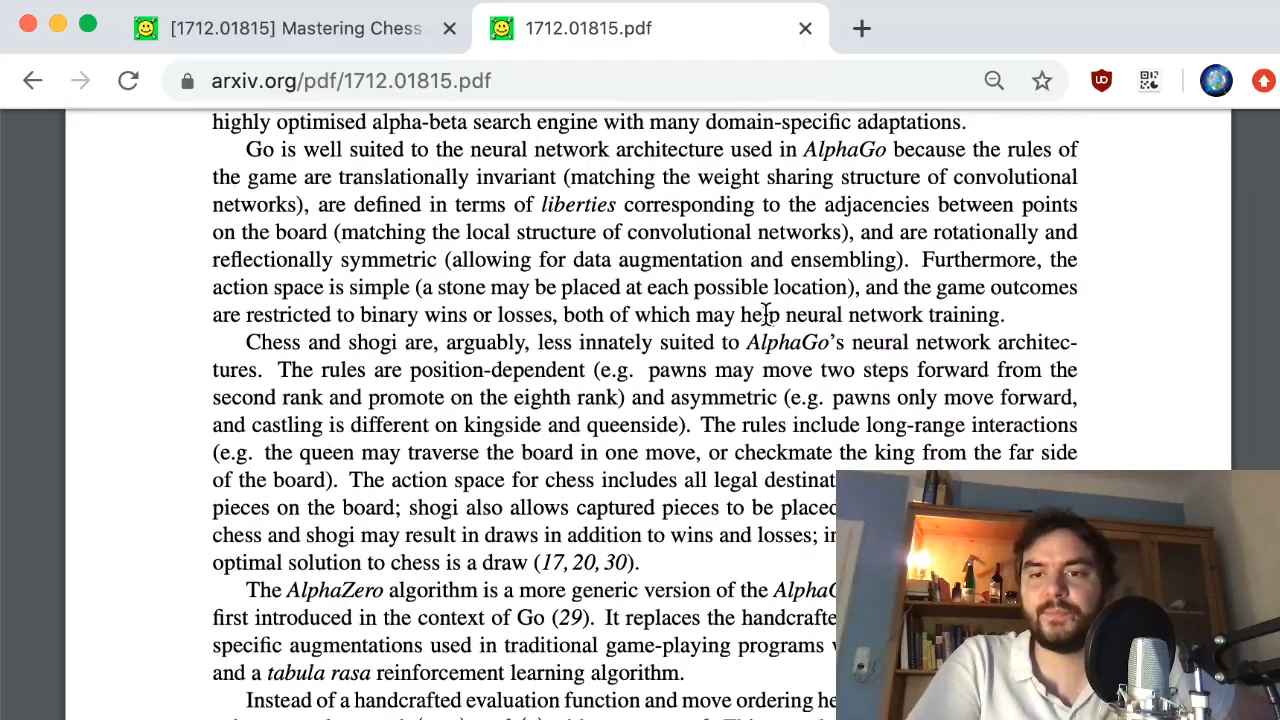 [1712.01815] Mastering Chess
1712.01815.pdf
arxiv.org/pdf/1712.01815.pdf
highly optimised alpha-beta search engine with many domain-specific adaptations.
Go is well suited to the neural network architecture used in AlphaGo because the rules of
the game are translationally invariant (matching the weight sharing structure of convolutional
networks), are defined in terms of liberties corresponding to the adjacencies between points
on the board (matching the local structure of convolutional networks), and are rotationally and
reflectionally symmetric (allowing for data augmentation and ensembling). Furthermore, the
action space is simple (a stone may be placed at each possible location), and the game outcomes
are restricted to binary wins or losses, both of which may help neural network training.
Chess and shogi are, arguably, less innately suited to AlphaGo's neural network architec-
tures. The rules are position-dependent (e.g. pawns may move two steps forward from the
second rank and promote on the eighth rank) and asymmetric (e.g. pawns only move forward,
and castling is different on kingside and queenside). The rules include long-range interactions
(e.g. the queen may traverse the board in one move, or checkmate the king from the far side
of the board). The action space for chess includes all legal destinat
pieces on the board; shogi also allows captured pieces to be placed
chess and shogi may result in draws in addition to wins and losses; in
optimal solution to chess is a draw (17, 20, 30).
The AlphaZero algorithm is a more generic version of the AlphaG
first introduced in the context of Go (29). It replaces the handcrafte
specific augmentations used in traditional game-playing programs
and a tabula rasa reinforcement learning algorithm.
Instead of a handcrafted evaluation function and move ordering he